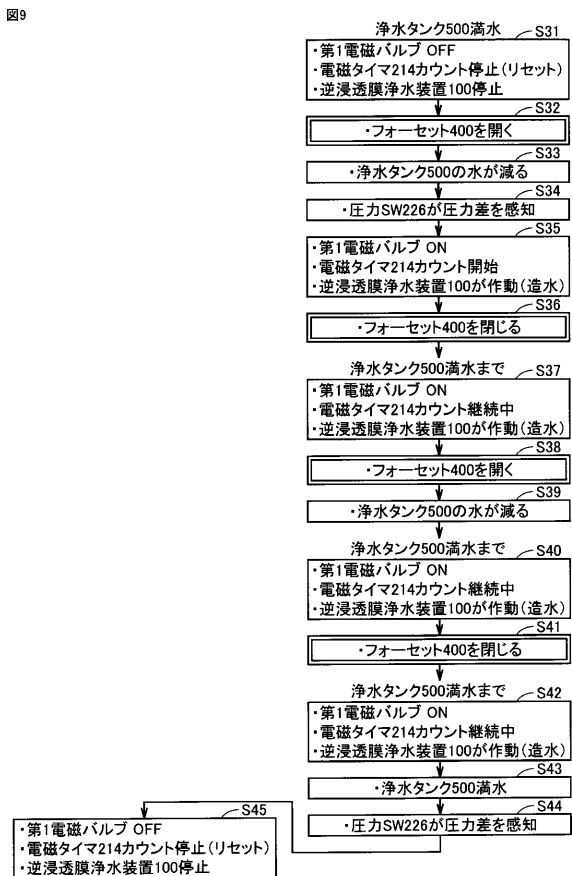 図9
浄水タンク500満水
S31
・第1電磁バルブ OFF
・電磁タイマ214カウント停止(リセット)
・逆浸透膜浄水装置100停止
S32
・フォーセット400を開く
S33
・浄水タンク500の水が減る
S34
・圧力SW226が圧力差を感知
S35
・第1電磁バルブ ON
・電磁タイマ214カウント開始
・逆浸透膜浄水装置100が作動(造水)
S36
・フォーセット400を閉じる
浄水タンク500満水まで
S37
・第1電磁バルブ ON
・電磁タイマ214カウント継続中
・逆浸透膜浄水装置100が作動(造水)
S38
・フォーセット400を開く
S39
・浄水タンク500の水が減る
浄水タンク500満水まで
S40
・第1電磁バルブ ON
・電磁タイマ214カウント継続中
・逆浸透膜浄水装置100が作動(造水)
S41
・フォーセット400を閉じる
浄水タンク500満水まで
S42
・第1電磁バルブ ON
・電磁タイマ214カウント継続中
・逆浸透膜浄水装置100が作動(造水)
S43
・浄水タンク500満水
S44
・圧力SW226が圧力差を感知
S45
・第1電磁バルブ OFF
・電磁タイマ214カウント停止(リセット)
・逆浸透膜浄水装置100停止